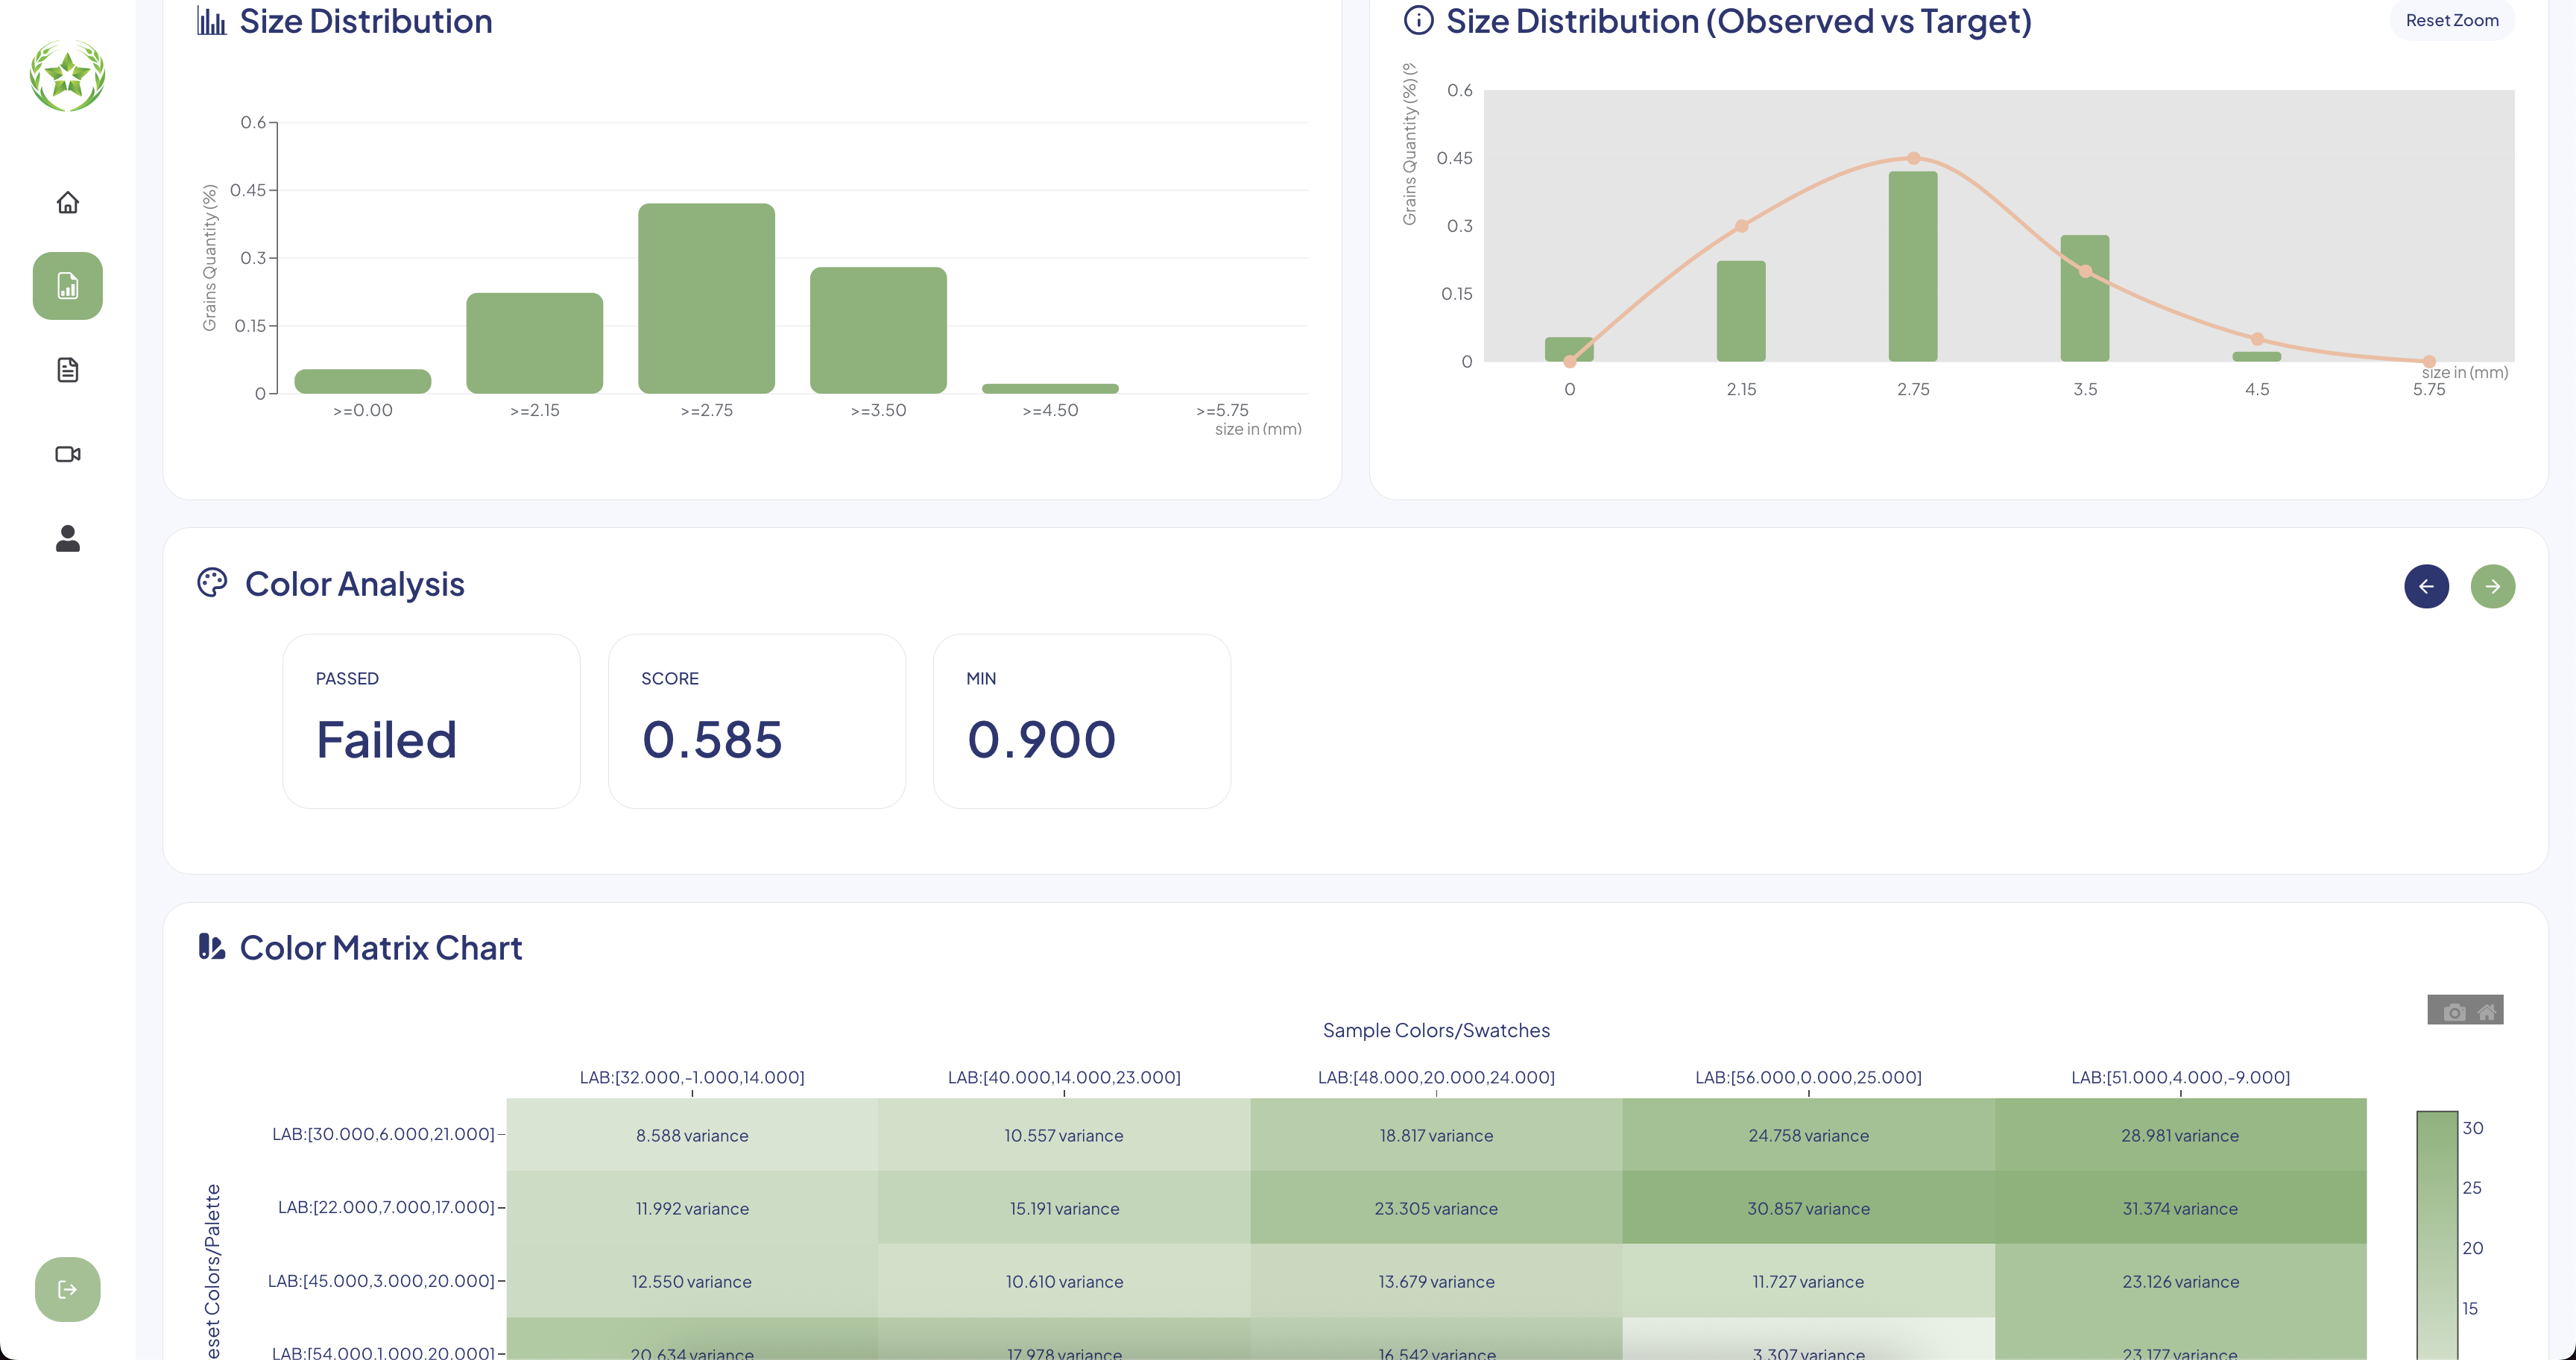 Size Distribution
Grains Quantity (%)
0.6
0.45
0.3
0.15
0
>=0.00 >=2.15 >=2.75 >=3.50 >=4.50 >=5.75
size in (mm)
Size Distribution (Observed vs Target)
Reset Zoom
Grains Quantity (%) (%
0.6
0.45
0.3
0.15
0
size in (mm)
0 2.15 2.75 3.5 4.5 5.75
Color Analysis
PASSED
Failed
SCORE
0.585
MIN
0.900
Color Matrix Chart
Sample Colors/Swatches
LAB:[32.000,-1.000,14.000] LAB:[40.000,14.000,23.000] LAB:[48.000,20.000,24.000] LAB:[56.000,0.000,25.000] LAB:[51.000,4.000,-9.000]
eset Colors/Palette
LAB:[30.000,6.000,21.000] 8.588 variance 10.557 variance 18.817 variance 24.758 variance 28.981 variance
LAB:[22.000,7.000,17.000] 11.992 variance 15.191 variance 23.305 variance 30.857 variance 31.374 variance
LAB:[45.000,3.000,20.000] 12.550 variance 10.610 variance 13.679 variance 11.727 variance 23.126 variance
LAB:[54.000,1.000,20.000] 20.634 variance 17.978 variance 16.542 variance 3.307 variance 23.177 variance
30
25
20
15